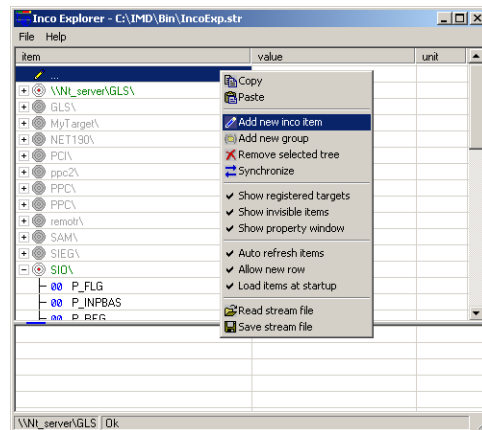 Inco Explorer - C:\IMD\Bin\IncoExp.str
File Help
item value unit
...
\\Nt_server\GLS\
GLS\
MyTarget\
NET190\
PCI\
ppc2\
PPC\
PPC\
remotr\
SAM\
SIEG\
SIO\
00 P_FLG
00 P_INPBAS
00 P_REG
Copy
Paste
Add new inco item
Add new group
Remove selected tree
Synchronize
Show registered targets
Show invisible items
Show property window
Auto refresh items
Allow new row
Load items at startup
Read stream file
Save stream file
\\Nt_server\GLS Ok